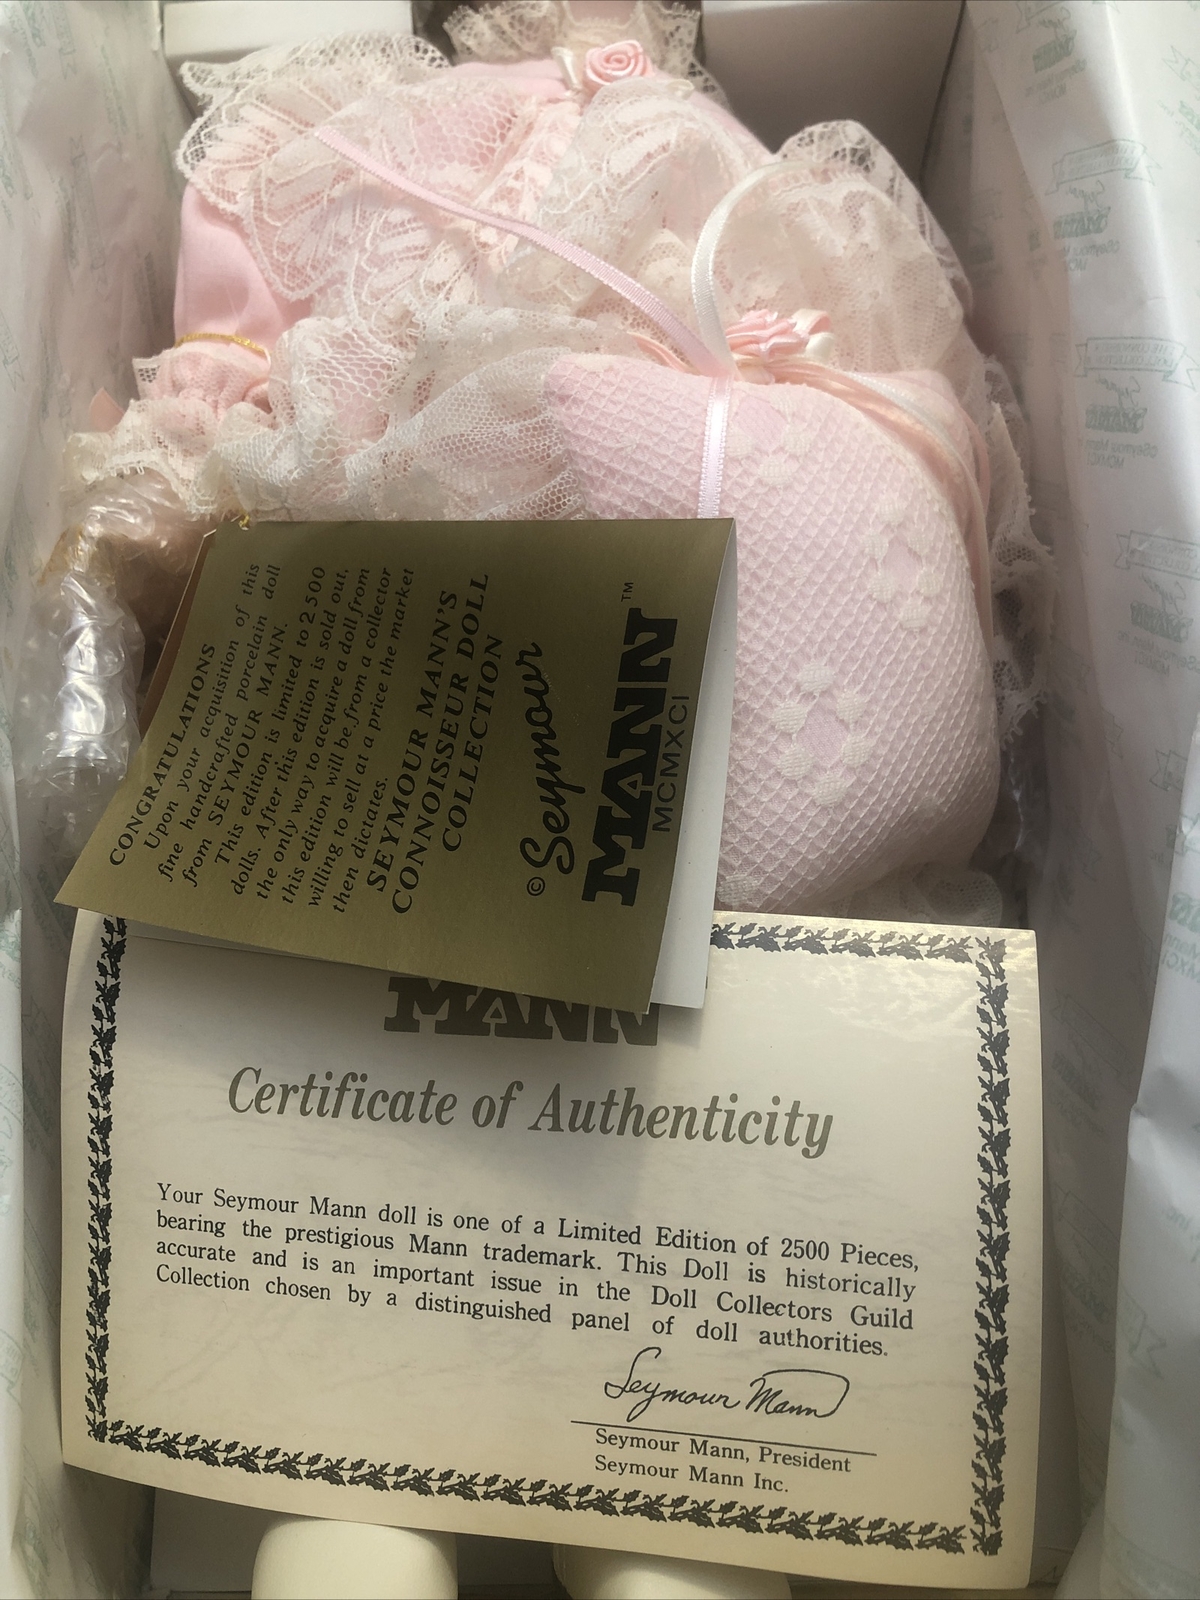 CONGRATULATIONS
Upon your acquisition of this
fine handcrafted porcelain doll
from SEYMOUR MANN.
This edition is limited to 2500
dolls. After this edition is sold out,
the only way to acquire a doll from
this edition will be from a collector
willing to sell at a price the market
then dictates.
SEYMOUR MANN'S
CONNOISSEUR DOLL
COLLECTION
© Seymour
MANN™
MCMXCI
MANN
Certificate of Authenticity
Your Seymour Mann doll is one of a Limited Edition of 2500 Pieces,
bearing the prestigious Mann trademark. This Doll is historically
accurate and is an important issue in the Doll Collectors Guild
Collection chosen by a distinguished panel of doll authorities.
Seymour Mann
Seymour Mann, President
Seymour Mann Inc.